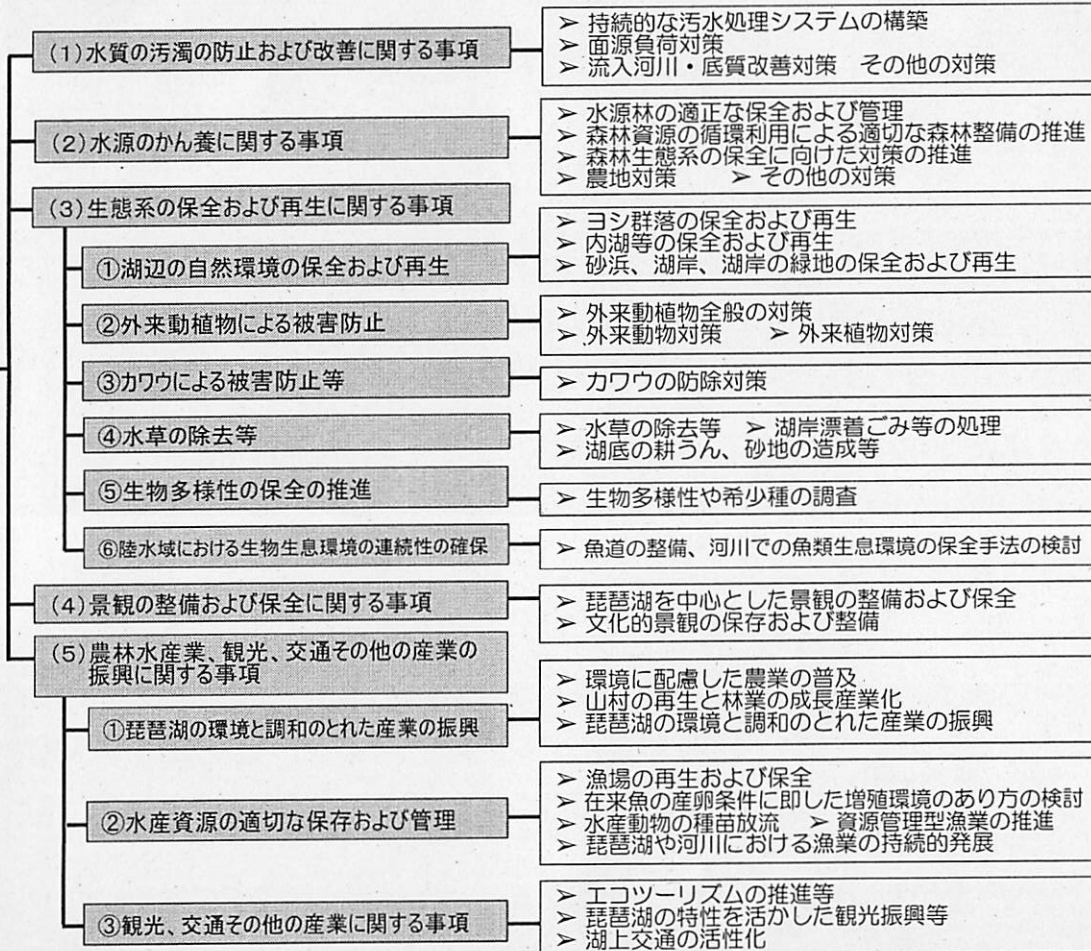 (1)水質の汚濁の防止および改善に関する事項
➢ 持続的な汚水処理システムの構築
➢ 面源負荷対策
➢ 流入河川・底質改善対策 その他の対策
(2)水源のかん養に関する事項
➢ 水源林の適正な保全および管理
➢ 森林資源の循環利用による適切な森林整備の推進
➢ 森林生態系の保全に向けた対策の推進
➢ 農地対策 ➢ その他の対策
(3)生態系の保全および再生に関する事項
①湖辺の自然環境の保全および再生
➢ ヨシ群落の保全および再生
➢ 内湖等の保全および再生
➢ 砂浜、湖岸、湖岸の緑地の保全および再生
②外来動植物による被害防止
➢ 外来動植物全般の対策
➢ 外来動物対策 ➢ 外来植物対策
③カワウによる被害防止等
➢ カワウの防除対策
④水草の除去等
➢ 水草の除去等 ➢ 湖岸漂着ごみ等の処理
➢ 湖底の耕うん、砂地の造成等
⑤生物多様性の保全の推進
➢ 生物多様性や希少種の調査
⑥陸水域における生物生息環境の連続性の確保
➢ 魚道の整備、河川での魚類生息環境の保全手法の検討
(4)景観の整備および保全に関する事項
➢ 琵琶湖を中心とした景観の整備および保全
➢ 文化的景観の保存および整備
(5)農林水産業、観光、交通その他の産業の
振興に関する事項
①琵琶湖の環境と調和のとれた産業の振興
➢ 環境に配慮した農業の普及
➢ 山村の再生と林業の成長産業化
➢ 琵琶湖の環境と調和のとれた産業の振興
②水産資源の適切な保存および管理
➢ 漁場の再生および保全
➢ 在来魚の産卵条件に即した増殖環境のあり方の検討
➢ 水産動物の種苗放流 ➢ 資源管理型漁業の推進
➢ 琵琶湖や河川における漁業の持続的発展
③観光、交通その他の産業に関する事項
➢ エコツーリズムの推進等
➢ 琵琶湖の特性を活かした観光振興等
➢ 湖上交通の活性化